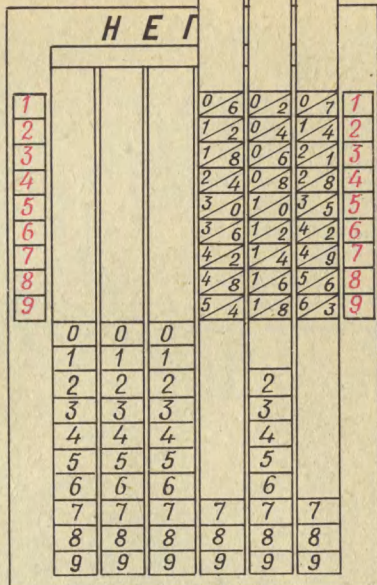 Н Е П
1 0/6 0/2 0/7 1
2 1/2 0/4 1/4 2
3 1/8 0/6 2/1 3
4 2/4 0/8 2/8 4
5 3/0 1/0 3/5 5
6 3/6 1/2 4/2 6
7 4/2 1/4 4/9 7
8 4/8 1/6 5/6 8
9 5/4 1/8 6/3 9
0 0 0
1 1 1
2 2 2 2
3 3 3 3
4 4 4 4
5 5 5 5
6 6 6 6
7 7 7 7 7 7
8 8 8 8 8 8
9 9 9 9 9 9